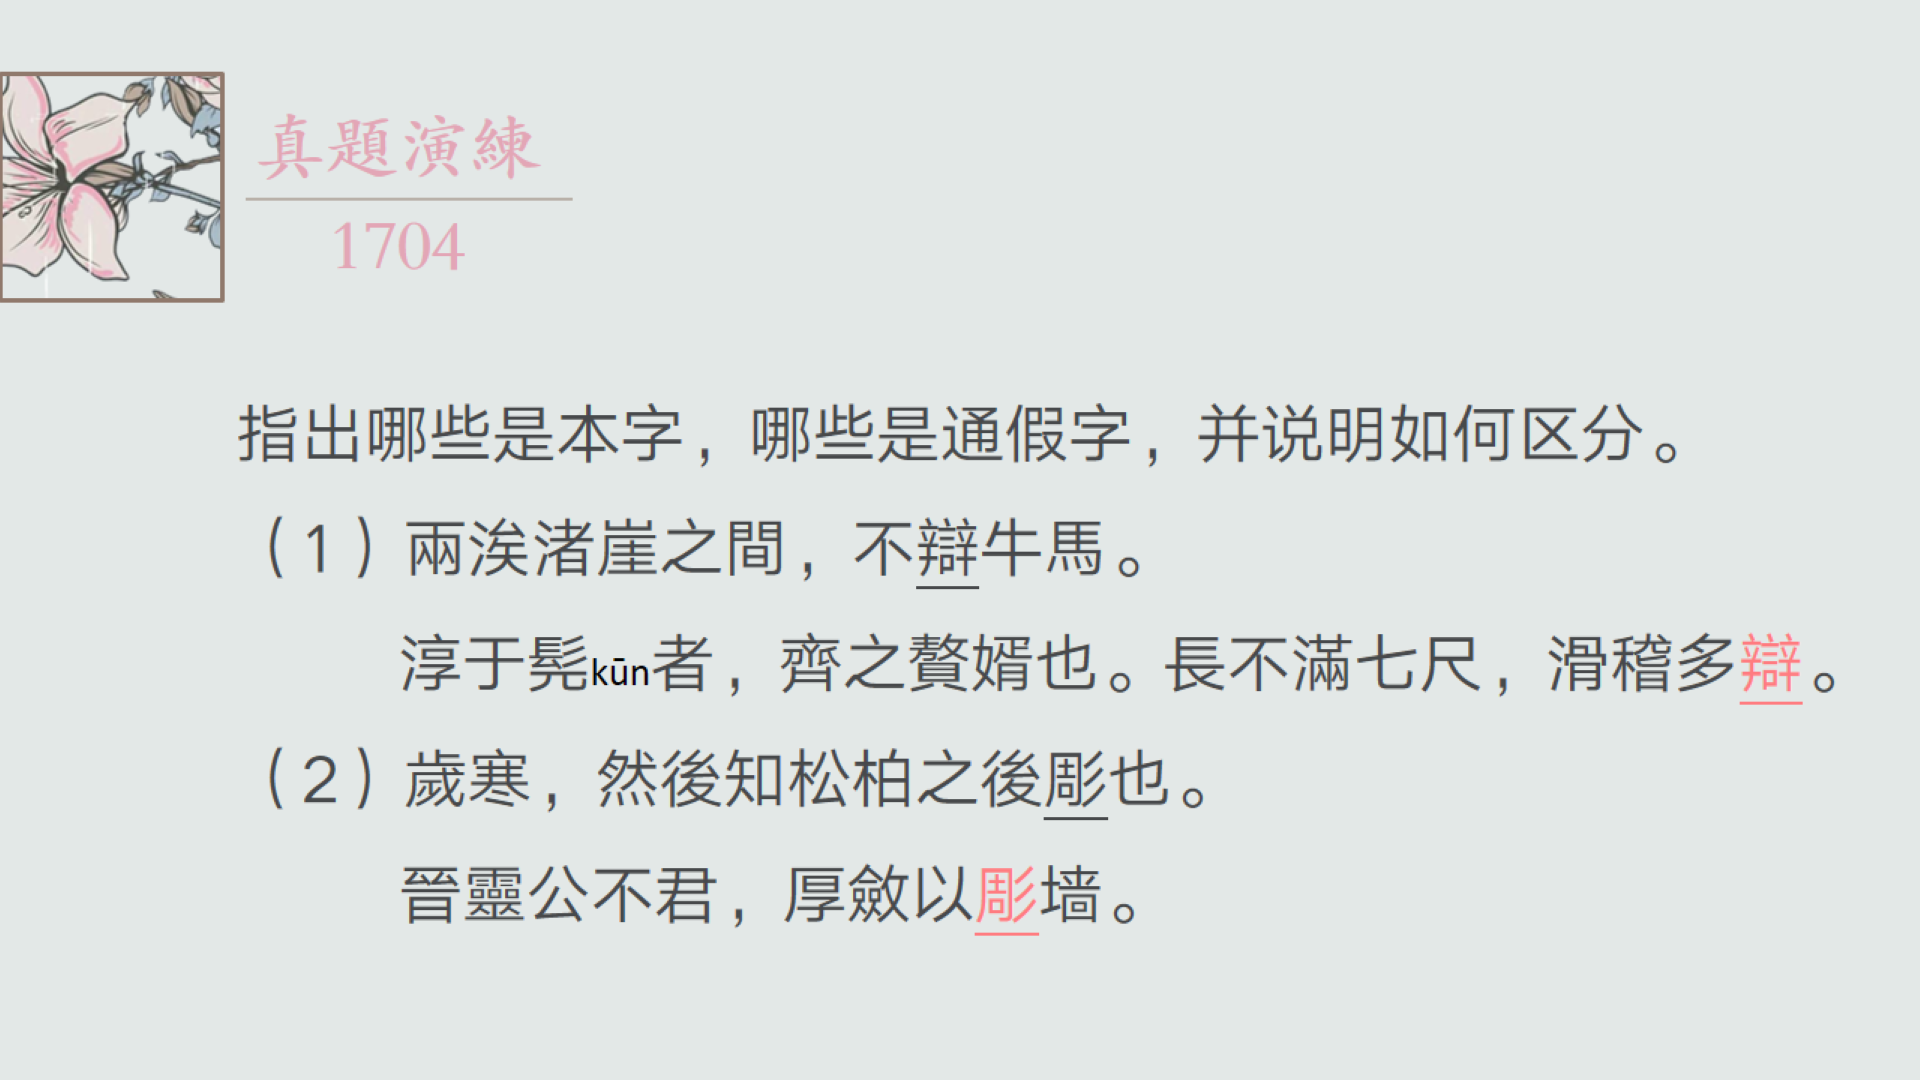 真題演練
1704
指出哪些是本字，哪些是通假字，并说明如何区分。
（1）兩涘渚崖之間，不辯牛馬。
淳于髡kūn者，齊之贅婿也。長不滿七尺，滑稽多辯。
（2）歲寒，然後知松柏之後彫也。
晉靈公不君，厚斂以彫墙。